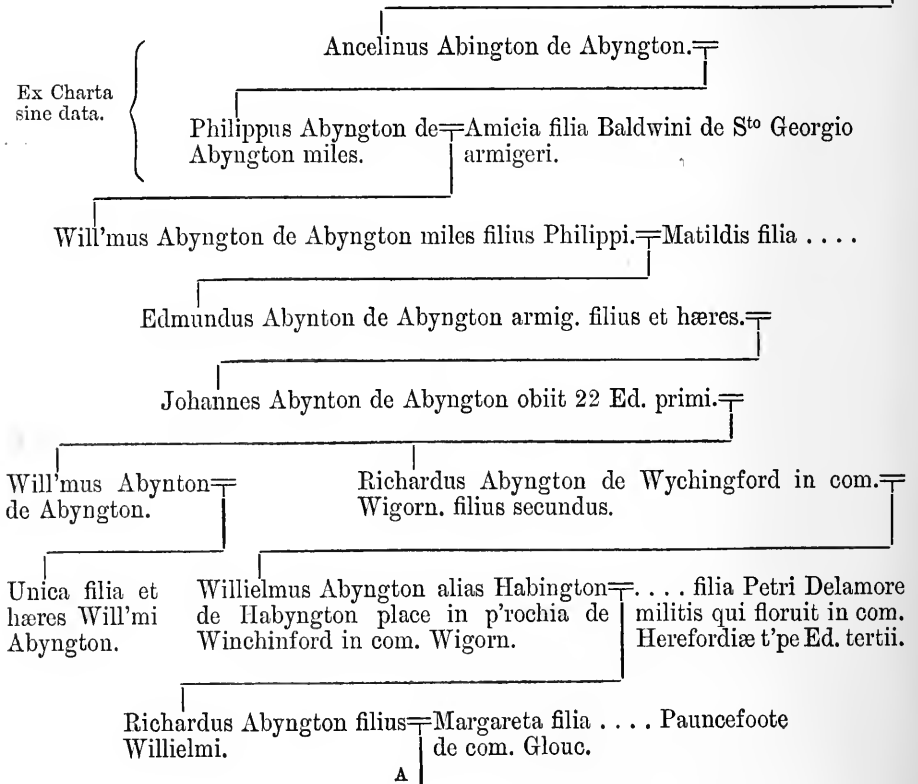 Ancelinus Abington de Abyngton.
Ex Charta
sine data.
Philippus Abyngton de Abyngton miles.
Amicia filia Baldwini de Sto Georgio armigeri.
Will'mus Abyngton de Abyngton miles filius Philippi.
Matildis filia . . . .
Edmundus Abynton de Abyngton armig. filius et hæres.
Johannes Abynton de Abyngton obiit 22 Ed. primi.
Will'mus Abynton
de Abyngton.
Richardus Abyngton de Wychingford in com.
Wigorn. filius secundus.
Unica filia et
hæres Will'mi
Abyngton.
Willielmus Abyngton alias Habington
de Habyngton place in p'rochia de
Winchinford in com. Wigorn.
. . . . filia Petri Delamore
militis qui floruit in com.
Herefordiæ t'pe Ed. tertii.
Richardus Abyngton filius
Willielmi.
Margareta filia . . . . Pauncefoote
de com. Glouc.
A